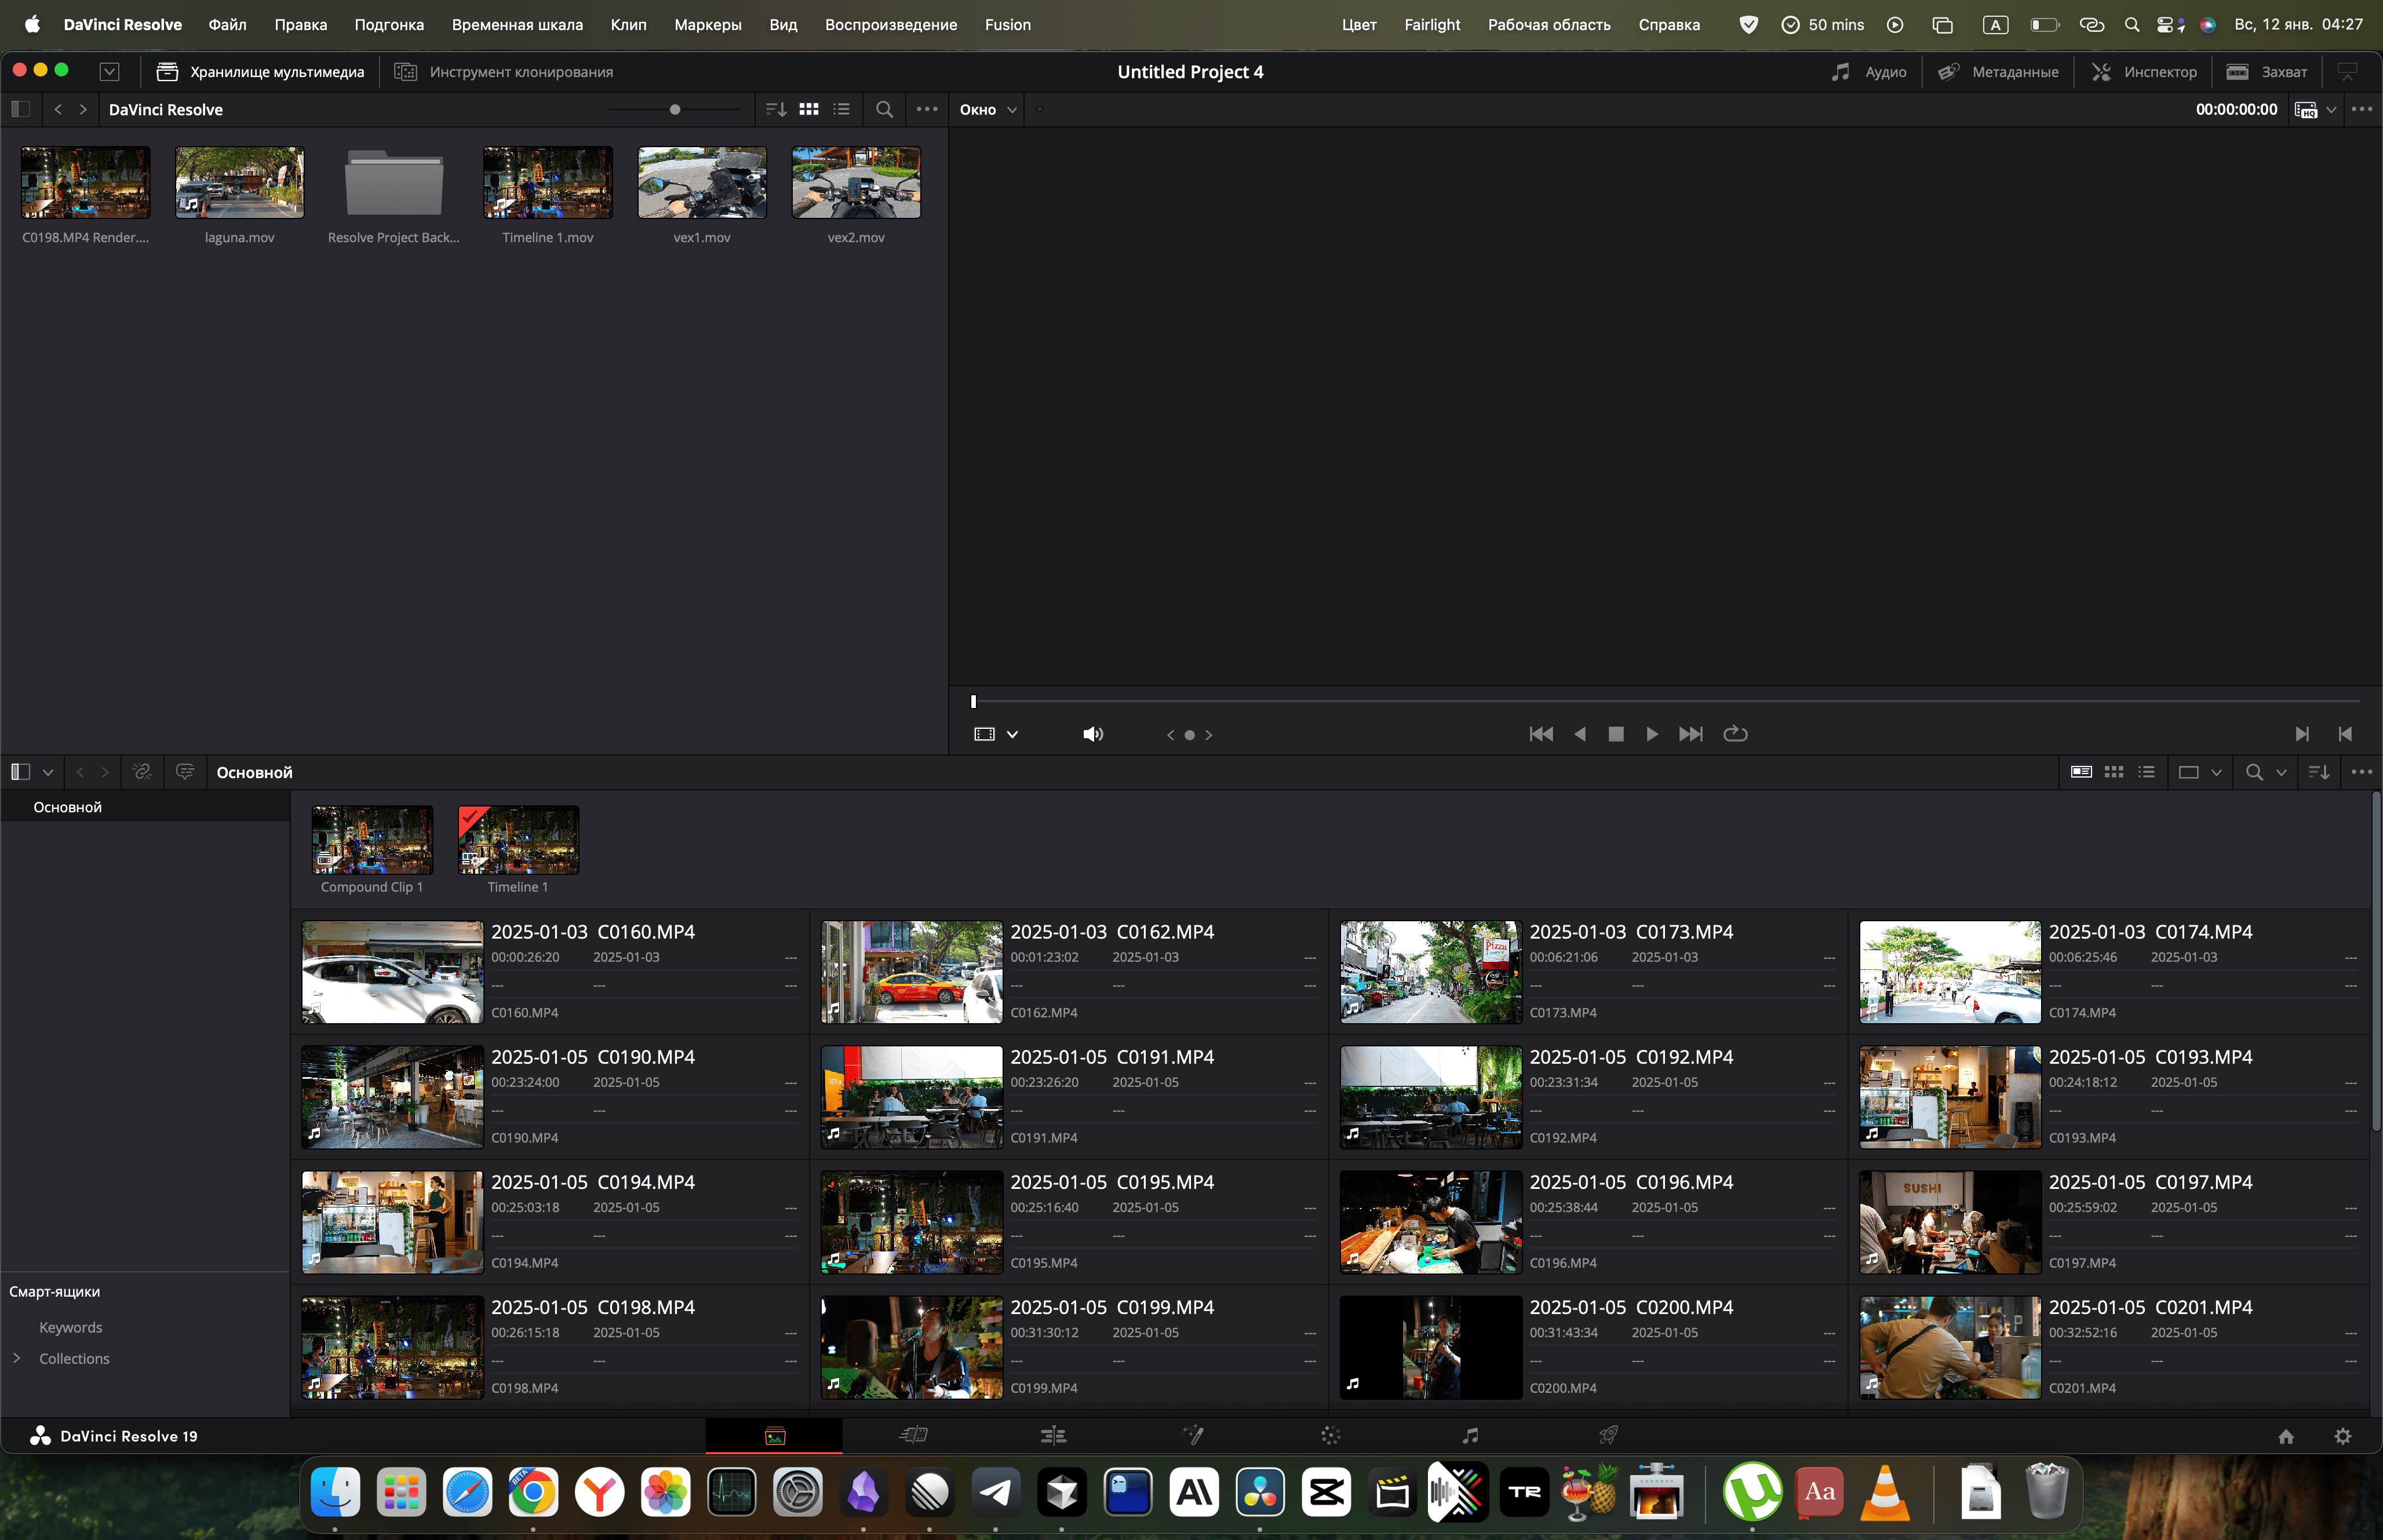 DaVinci Resolve Файл Правка Подгонка Временная шкала Клип Маркеры Вид Воспроизведение Fusion Цвет Fairlight Рабочая область Справка 50 mins A Вс, 12 янв. 04:27
Хранилище мультимедиа Инструмент клонирования Untitled Project 4 Аудио Метаданные Инспектор Захват
DaVinci Resolve Окно 00:00:00:00 HQ
C0198.MP4 Render.... laguna.mov Resolve Project Back... Timeline 1.mov vex1.mov vex2.mov
Основной
Основной
Compound Clip 1 Timeline 1
2025-01-03 C0160.MP4 2025-01-03 C0162.MP4 2025-01-03 C0173.MP4 2025-01-03 C0174.MP4
00:00:26:20 2025-01-03 --- 00:01:23:02 2025-01-03 --- 00:06:21:06 2025-01-03 --- 00:06:25:46 2025-01-03 ---
--- --- --- --- --- --- --- --- --- --- --- ---
C0160.MP4 C0162.MP4 C0173.MP4 C0174.MP4
Pizza
2025-01-05 C0190.MP4 2025-01-05 C0191.MP4 2025-01-05 C0192.MP4 2025-01-05 C0193.MP4
00:23:24:00 2025-01-05 --- 00:23:26:20 2025-01-05 --- 00:23:31:34 2025-01-05 --- 00:24:18:12 2025-01-05 ---
--- --- --- --- --- --- --- --- --- --- --- ---
C0190.MP4 C0191.MP4 C0192.MP4 C0193.MP4
2025-01-05 C0194.MP4 2025-01-05 C0195.MP4 2025-01-05 C0196.MP4 2025-01-05 C0197.MP4
00:25:03:18 2025-01-05 --- 00:25:16:40 2025-01-05 --- 00:25:38:44 2025-01-05 --- 00:25:59:02 2025-01-05 ---
--- --- --- --- --- --- --- --- --- --- --- ---
C0194.MP4 C0195.MP4 C0196.MP4 C0197.MP4
SUSHI
Смарт-ящики
Keywords
Collections
2025-01-05 C0198.MP4 2025-01-05 C0199.MP4 2025-01-05 C0200.MP4 2025-01-05 C0201.MP4
00:26:15:18 2025-01-05 --- 00:31:30:12 2025-01-05 --- 00:31:43:34 2025-01-05 --- 00:32:52:16 2025-01-05 ---
--- --- --- --- --- --- --- --- --- --- --- ---
C0198.MP4 C0199.MP4 C0200.MP4 C0201.MP4
DaVinci Resolve 19
BETA TR Aa